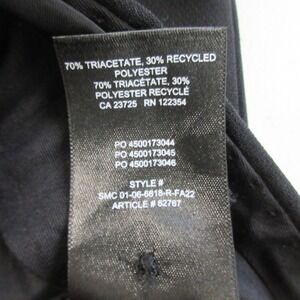 70% TRIACETATE, 30% RECYCLED
POLYESTER
70% TRIACETATE, 30%
POLYESTER RECYCLÉ
CA 23725 RN 122354
PO 4500173044
PO 4500173045
PO 4500173046
STYLE #
SMC 01-06-6618-R-FA22
ARTICLE # 62767